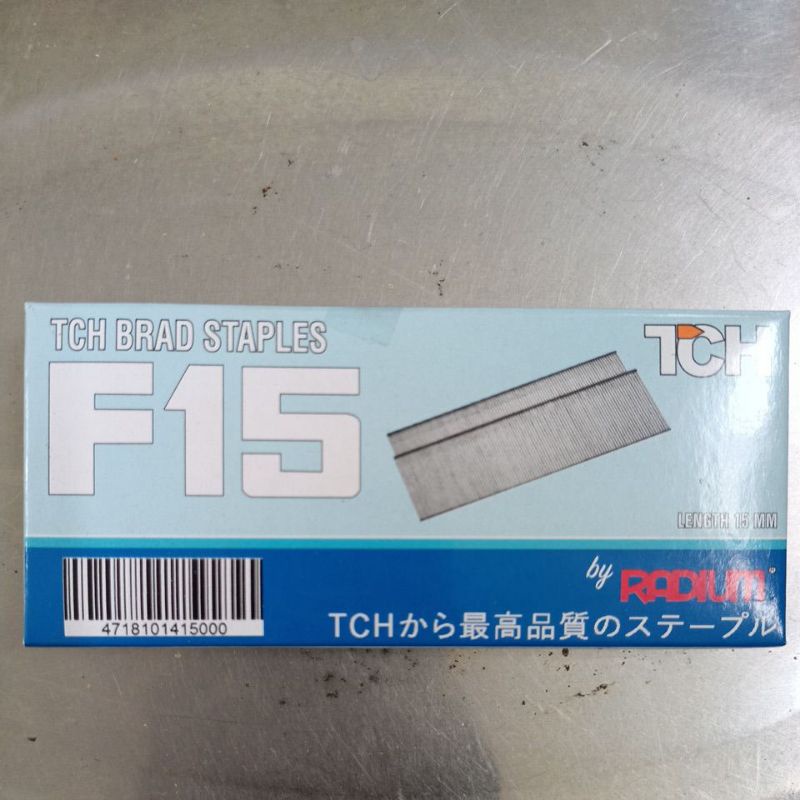 TCH BRAD STAPLES
F15
TCH
LENGTH 15 MM
by RADIUM®
4718101415000
TCHから最高品質のステープル